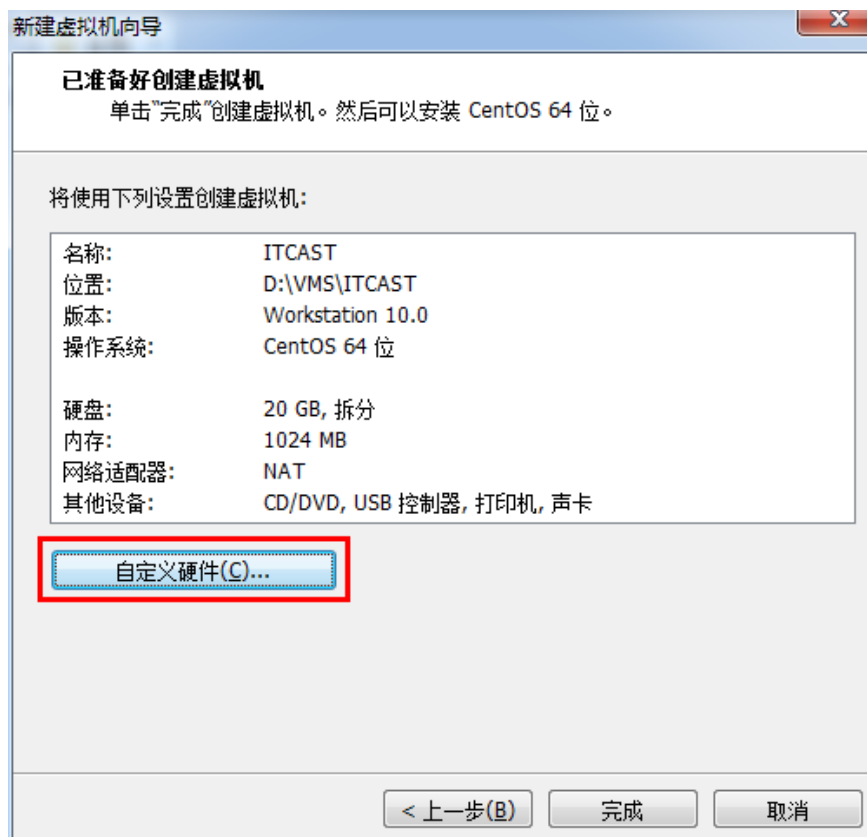 新建虚拟机向导
已准备好创建虚拟机
单击"完成"创建虚拟机。然后可以安装 CentOS 64 位。
将使用下列设置创建虚拟机:
名称: ITCAST
位置: D:\VMS\ITCAST
版本: Workstation 10.0
操作系统: CentOS 64 位
硬盘: 20 GB, 拆分
内存: 1024 MB
网络适配器: NAT
其他设备: CD/DVD, USB 控制器, 打印机, 声卡
自定义硬件(C)...
< 上一步(B) 完成 取消